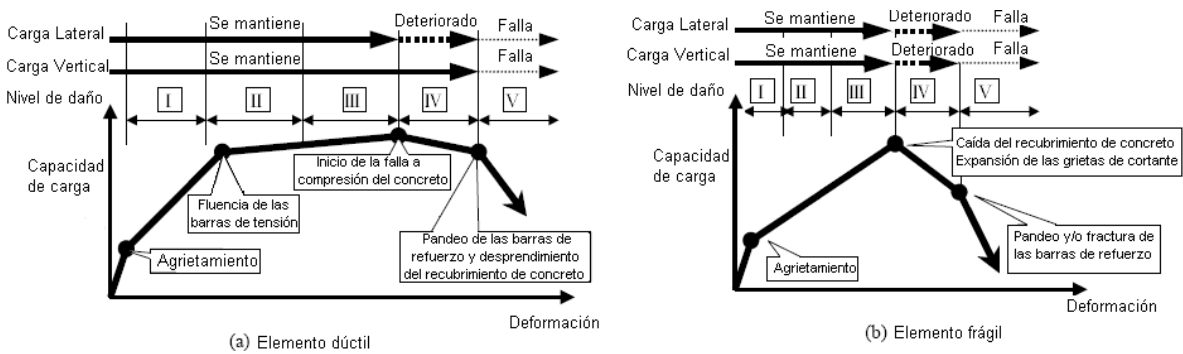 Carga Lateral
Se mantiene
Deteriorado
Falla
Carga Vertical
Se mantiene
Falla
Nivel de daño
I
II
III
IV
V
Capacidad
de carga
Inicio de la falla a
compresión del concreto
Fluencia de las
barras de tensión
Agrietamiento
Pandeo de las barras de
refuerzo y desprendimiento
del recubrimiento de concreto
Deformación
(a) Elemento dúctil
Carga Lateral
Se mantiene
Deteriorado
Falla
Carga Vertical
Se mantiene
Deteriorado
Falla
Nivel de daño
I
II
III
IV
V
Capacidad
de carga
Caída del recubrimiento de concreto
Expansión de las grietas de cortante
Agrietamiento
Pandeo y/o fractura de
las barras de refuerzo
Deformación
(b) Elemento frágil